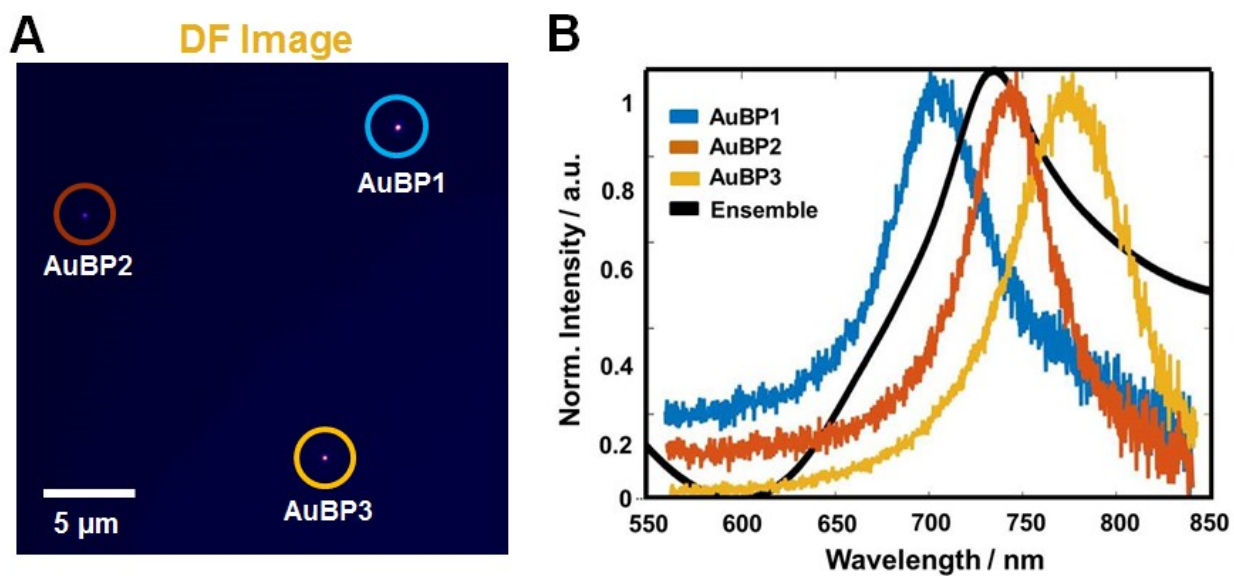 A
DF Image
AuBP1
AuBP2
AuBP3
5 μm
B
AuBP1
AuBP2
AuBP3
Ensemble
Norm. Intensity / a.u.
1
0.8
0.6
0.4
0.2
0
550 600 650 700 750 800 850
Wavelength / nm